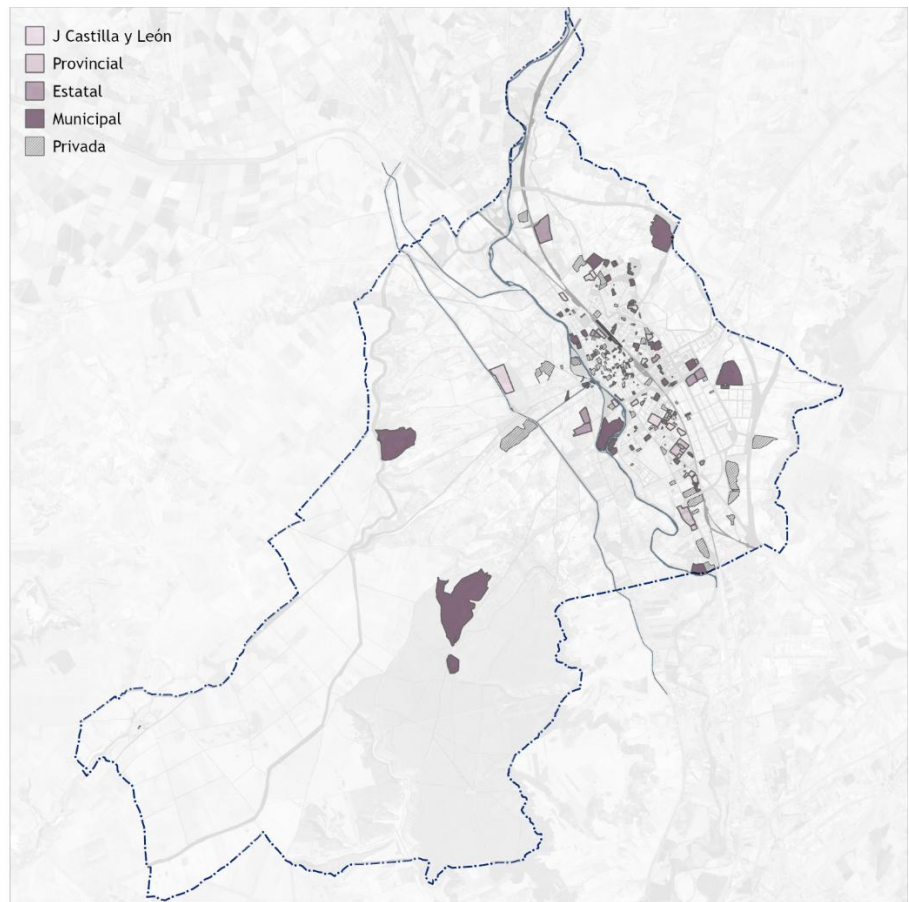 J Castilla y León
Provincial
Estatal
Municipal
Privada